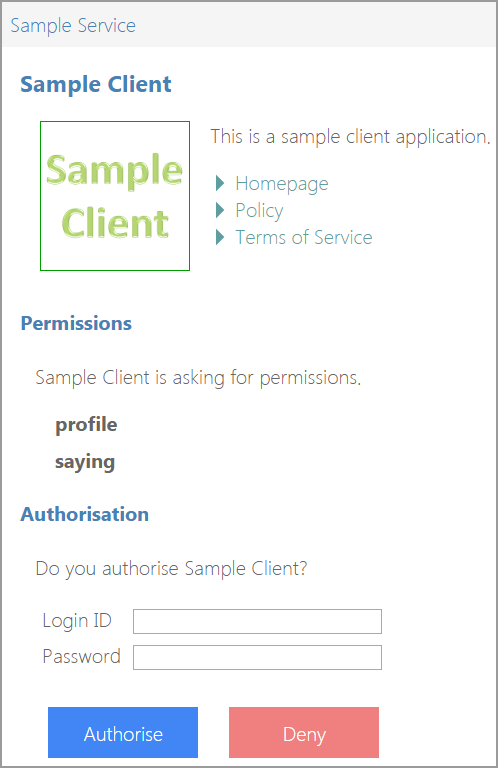 Sample Service
Sample Client
Sample
Client
This is a sample client application.
Homepage
Policy
Terms of Service
Permissions
Sample Client is asking for permissions.
profile
saying
Authorisation
Do you authorise Sample Client?
Login ID
Password
Authorise
Deny